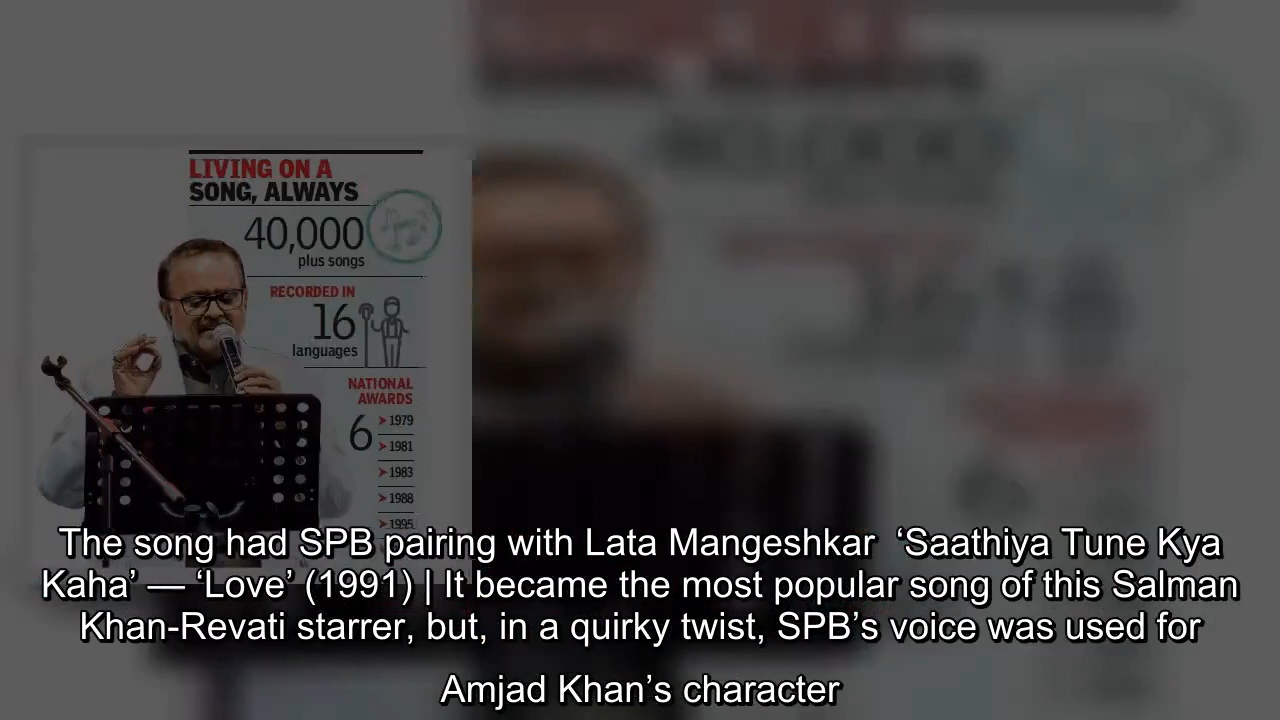 LIVING ON A
SONG, ALWAYS
40,000
plus songs
RECORDED IN
16
languages
NATIONAL
AWARDS
6
1979
1981
1983
1988
1995
The song had SPB pairing with Lata Mangeshkar ‘Saathiya Tune Kya
Kaha’ — ‘Love’ (1991) | It became the most popular song of this Salman
Khan-Revati starrer, but, in a quirky twist, SPB’s voice was used for
Amjad Khan’s character